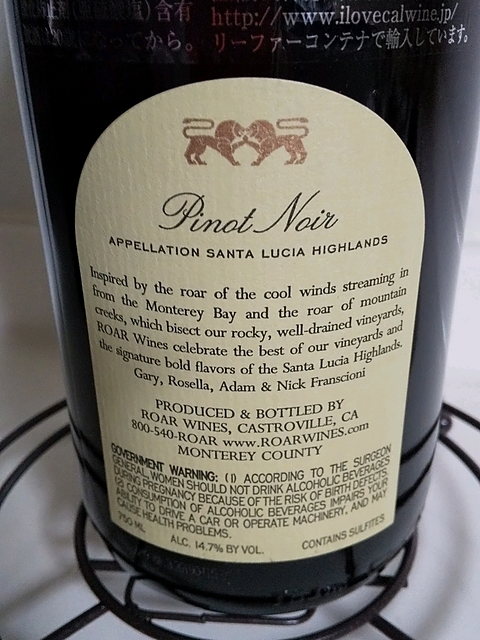 含有 http://www.ilovecalwine.jp/
てから。 リーファーコンテナで輸入しています。
Pinot Noir
APPELLATION SANTA LUCIA HIGHLANDS
Inspired by the roar of the cool winds streaming in
from the Monterey Bay and the roar of mountain
creeks, which bisect our rocky, well-drained vineyards,
ROAR Wines celebrate the best of our vineyards and
the signature bold flavors of the Santa Lucia Highlands.
Gary, Rosella, Adam & Nick Franscioni
PRODUCED & BOTTLED BY
ROAR WINES, CASTROVILLE, CA
800-540-ROAR www.ROARWINES.com
MONTEREY COUNTY
GOVERNMENT WARNING: (1) ACCORDING TO THE SURGEON
GENERAL WOMEN SHOULD NOT DRINK ALCOHOLIC BEVERAGES
DURING PREGNANCY BECAUSE OF THE RISK OF BIRTH DEFECTS.
(2) CONSUMPTION OF ALCOHOLIC BEVERAGES IMPAIRS YOUR
ABILITY TO DRIVE A CAR OR OPERATE MACHINERY, AND MAY
CAUSE HEALTH PROBLEMS.
750 ML ALC. 14.7% BY VOL. CONTAINS SULFITES